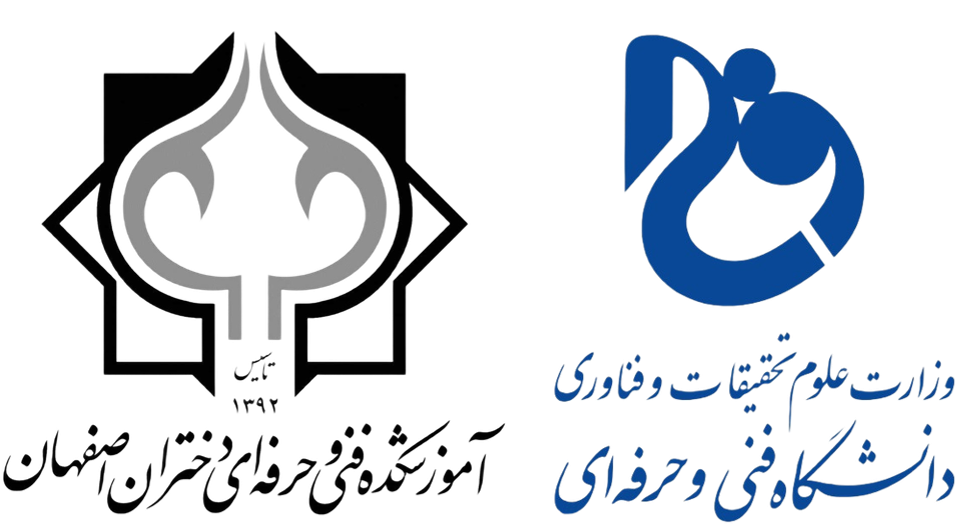 وزارت علوم تحقیقات و فناوری
دانشگاه فنی و حرفه‌ای
تاسیس
۱۳۹۲
آموزشکده فنی و حرفه‌ای دختران اصفهان